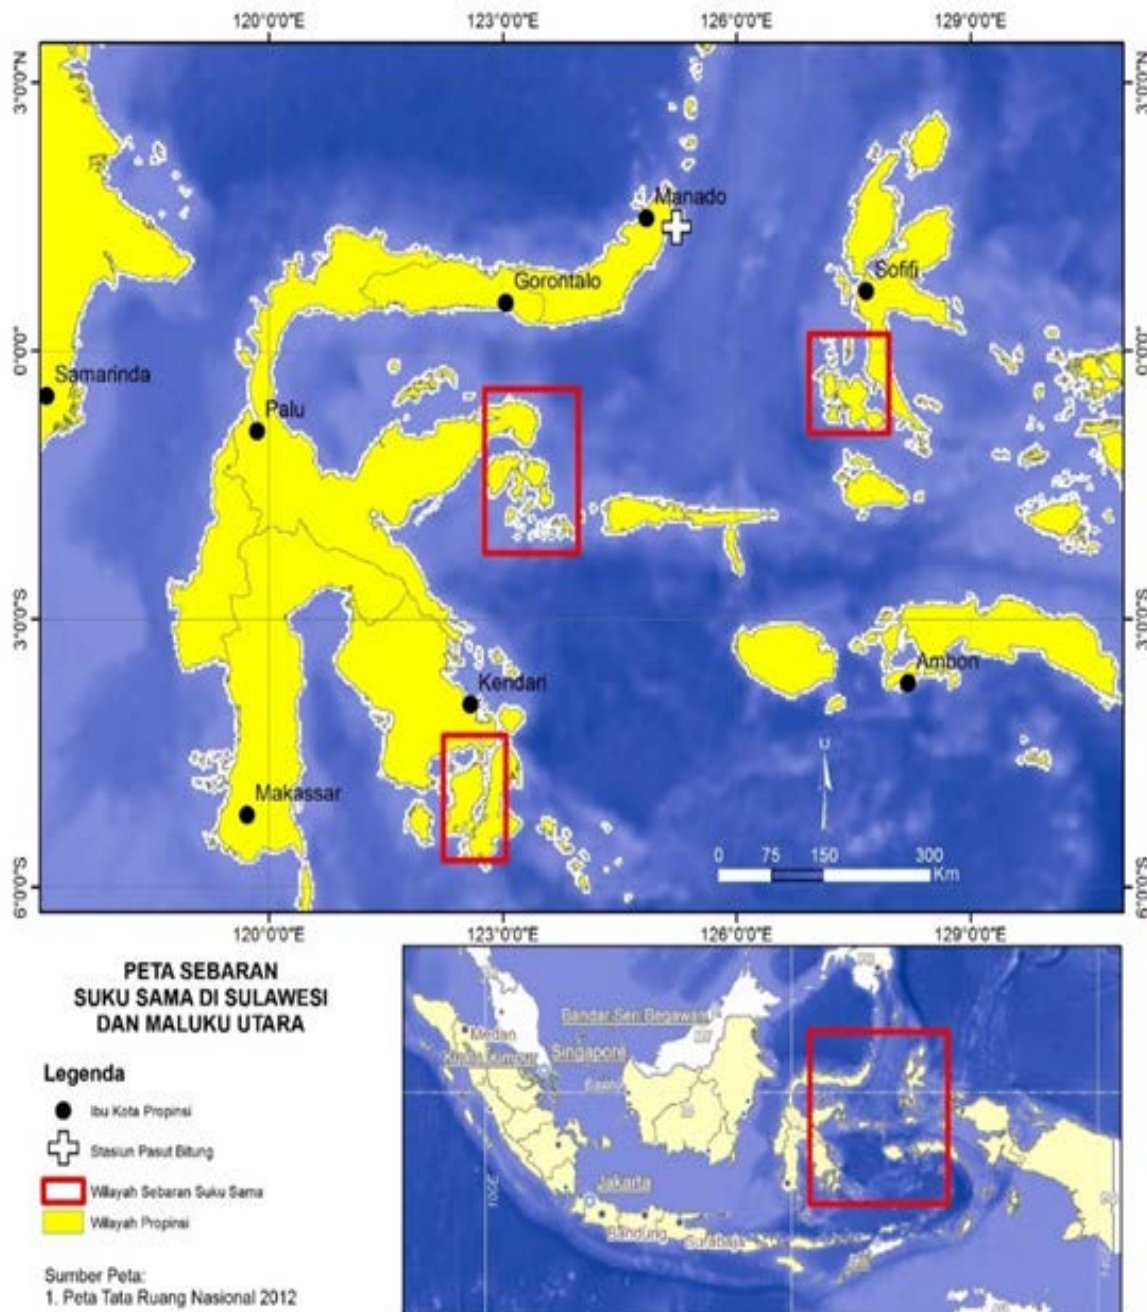 120°0'0"E
123°0'0"E
126°0'0"E
129°0'0"E
3°0'0"N
3°0'0"N
Manado
Sofifi
Gorontalo
0°0'0"
0°0'0"
Samarinda
Palu
3°0'0"S
3°0'0"S
Ambon
Kendari
Makassar
0 75 150 300
Km
6°0'0"S
6°0'0"S
120°0'0"E
123°0'0"E
126°0'0"E
129°0'0"E
PETA SEBARAN
SUKU SAMA DI SULAWESI
DAN MALUKU UTARA
Legenda
Ibu Kota Propinsi
Stasiun Pasut Bitung
Wilayah Sebaran Suku Sama
Wilayah Propinsi
Sumber Peta:
1. Peta Tata Ruang Nasional 2012
Bandar Seri Begawan
Medan
Singapore
Kuala Lumpur
Jakarta
Bandung
Surabaya